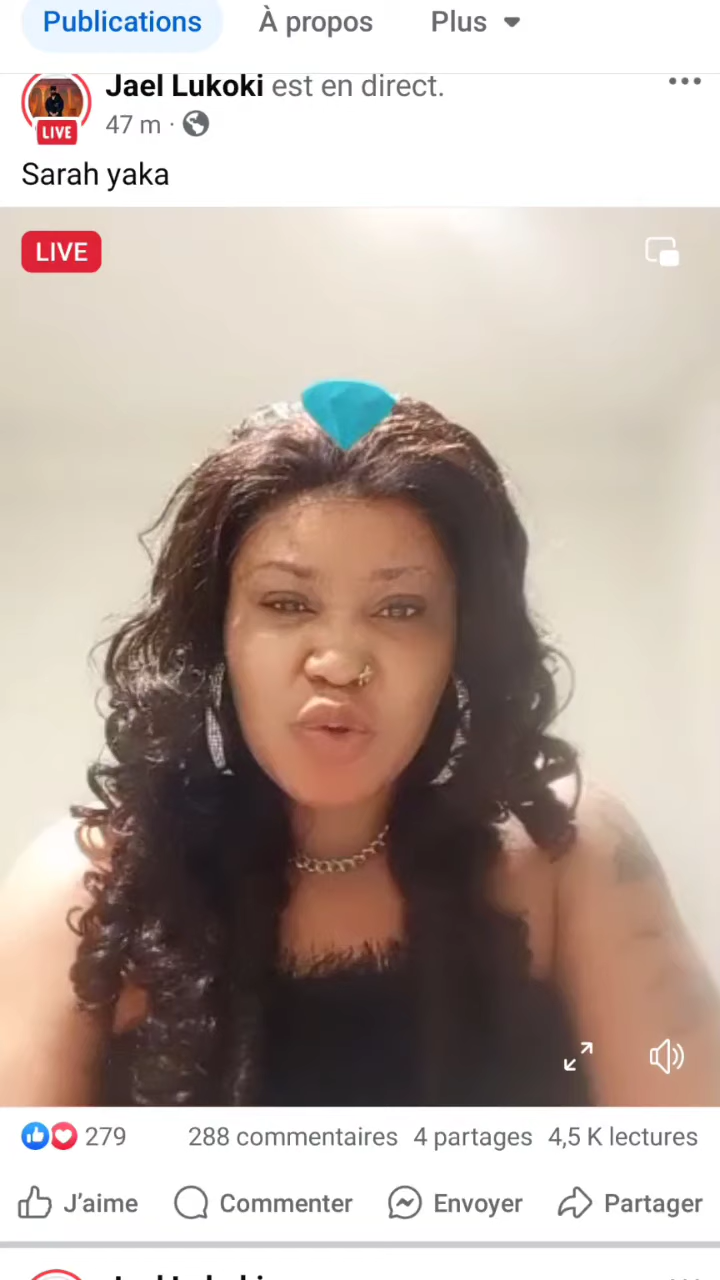 Publications À propos Plus
Jael Lukoki est en direct.
LIVE
47 m ·
Sarah yaka
LIVE
279 288 commentaires 4 partages 4,5 K lectures
J’aime Commenter Envoyer Partager